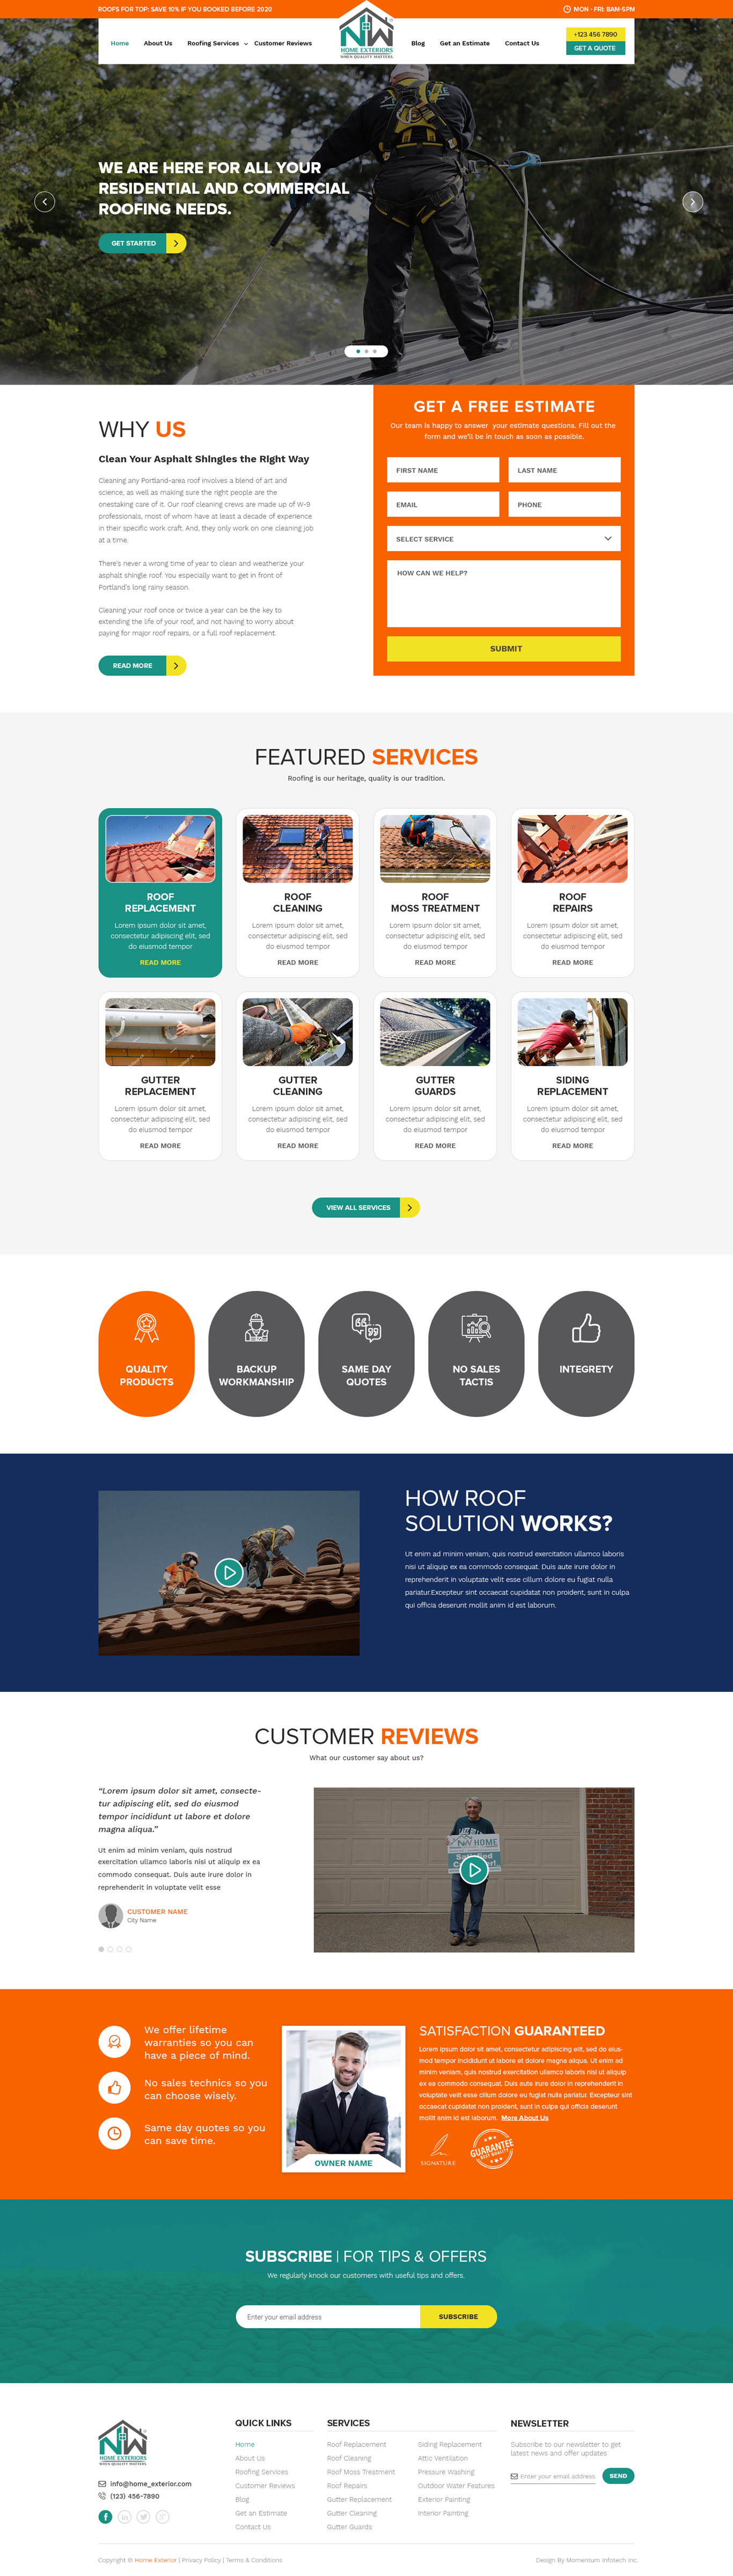 ROOFS FOR TOP: SAVE 10% IF YOU BOOKED BEFORE 2020
MON - FRI: 8AM-5PM
Home
About Us
Roofing Services
Customer Reviews
NW
HOME EXTERIORS
WHEN QUALITY MATTERS
Blog
Get an Estimate
Contact Us
+123 456 7890
GET A QUOTE
WE ARE HERE FOR ALL YOUR
RESIDENTIAL AND COMMERCIAL
ROOFING NEEDS.
GET STARTED
WHY US
Clean Your Asphalt Shingles the Right Way
Cleaning any Portland-area roof involves a blend of art and
science, as well as making sure the right people are the
onestaking care of it. Our roof cleaning crews are made up of W-9
professionals, most of whom have at least a decade of experience
in their specific work craft. And, they only work on one cleaning job
at a time.
There's never a wrong time of year to clean and weatherize your
asphalt shingle roof. You especially want to get in front of
Portland's long rainy season.
Cleaning your roof once or twice a year can be the key to
extending the life of your roof, and not having to worry about
paying for major roof repairs, or a full roof replacement.
READ MORE
GET A FREE ESTIMATE
Our team is happy to answer your estimate questions. Fill out the
form and we'll be in touch as soon as possible.
FIRST NAME
LAST NAME
EMAIL
PHONE
SELECT SERVICE
HOW CAN WE HELP?
SUBMIT
FEATURED SERVICES
Roofing is our heritage, quality is our tradition.
ROOF
REPLACEMENT
Lorem ipsum dolor sit amet,
consectetur adipiscing elit, sed
do eiusmod tempor
READ MORE
ROOF
CLEANING
Lorem ipsum dolor sit amet,
consectetur adipiscing elit, sed
do eiusmod tempor
READ MORE
ROOF
MOSS TREATMENT
Lorem ipsum dolor sit amet,
consectetur adipiscing elit, sed
do eiusmod tempor
READ MORE
ROOF
REPAIRS
Lorem ipsum dolor sit amet,
consectetur adipiscing elit, sed
do eiusmod tempor
READ MORE
GUTTER
REPLACEMENT
Lorem ipsum dolor sit amet,
consectetur adipiscing elit, sed
do eiusmod tempor
READ MORE
GUTTER
CLEANING
Lorem ipsum dolor sit amet,
consectetur adipiscing elit, sed
do eiusmod tempor
READ MORE
GUTTER
GUARDS
Lorem ipsum dolor sit amet,
consectetur adipiscing elit, sed
do eiusmod tempor
READ MORE
SIDING
REPLACEMENT
Lorem ipsum dolor sit amet,
consectetur adipiscing elit, sed
do eiusmod tempor
READ MORE
VIEW ALL SERVICES
QUALITY
PRODUCTS
BACKUP
WORKMANSHIP
SAME DAY
QUOTES
NO SALES
TACTIS
INTEGRETY
HOW ROOF
SOLUTION WORKS?
Ut enim ad minim veniam, quis nostrud exercitation ullamco laboris
nisi ut aliquip ex ea commodo consequat. Duis aute irure dolor in
reprehenderit in voluptate velit esse cillum dolore eu fugiat nulla
pariatur.Excepteur sint occaecat cupidatat non proident, sunt in culpa
qui officia deserunt mollit anim id est laborum.
CUSTOMER REVIEWS
What our customer say about us?
“Lorem ipsum dolor sit amet, consecte-
tur adipiscing elit, sed do eiusmod
tempor incididunt ut labore et dolore
magna aliqua.”
Ut enim ad minim veniam, quis nostrud
exercitation ullamco laboris nisi ut aliquip ex ea
commodo consequat. Duis aute irure dolor in
reprehenderit in voluptate velit esse
CUSTOMER NAME
City Name
NW HOME
We offer lifetime
warranties so you can
have a piece of mind.
No sales technics so you
can choose wisely.
Same day quotes so you
can save time.
OWNER NAME
SATISFACTION GUARANTEED
Lorem ipsum dolor sit amet, consectetur adipiscing elit, sed do eius-
mod tempor incididunt ut labore et dolore magna aliqua. Ut enim ad
minim veniam, quis nostrud exercitation ullamco laboris nisi ut aliquip
ex ea commodo consequat. Duis aute irure dolor in reprehenderit in
voluptate velit esse cillum dolore eu fugiat nulla pariatur. Excepteur sint
occaecat cupidatat non proident, sunt in culpa qui officia deserunt
mollit anim id est laborum. More About Us
SIGNATURE
GUARANTEE
BEST QUALITY
SUBSCRIBE | FOR TIPS & OFFERS
We regularly knock our customers with useful tips and offers.
Enter your email address
SUBSCRIBE
NW
HOME EXTERIORS
WHEN QUALITY MATTERS
info@home_exterior.com
(123) 456-7890
QUICK LINKS
Home
About Us
Roofing Services
Customer Reviews
Blog
Get an Estimate
Contact Us
SERVICES
Roof Replacement
Roof Cleaning
Roof Moss Treatment
Roof Repairs
Gutter Replacement
Gutter Cleaning
Gutter Guards
Siding Replacement
Attic Ventilation
Pressure Washing
Outdoor Water Features
Exterior Painting
Interior Painting
NEWSLETTER
Subscribe to our newsletter to get
latest news and offer updates
Enter your email address
SEND
Copyright © Home Exterior | Privacy Policy | Terms & Conditions
Design By Momentum Infotech Inc.